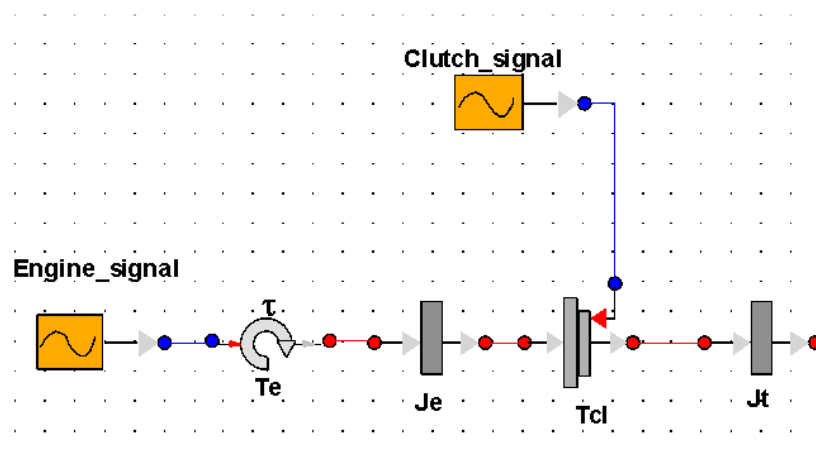 Clutch_signal
Engine_signal
τ
Te
Je
Tcl
Jt